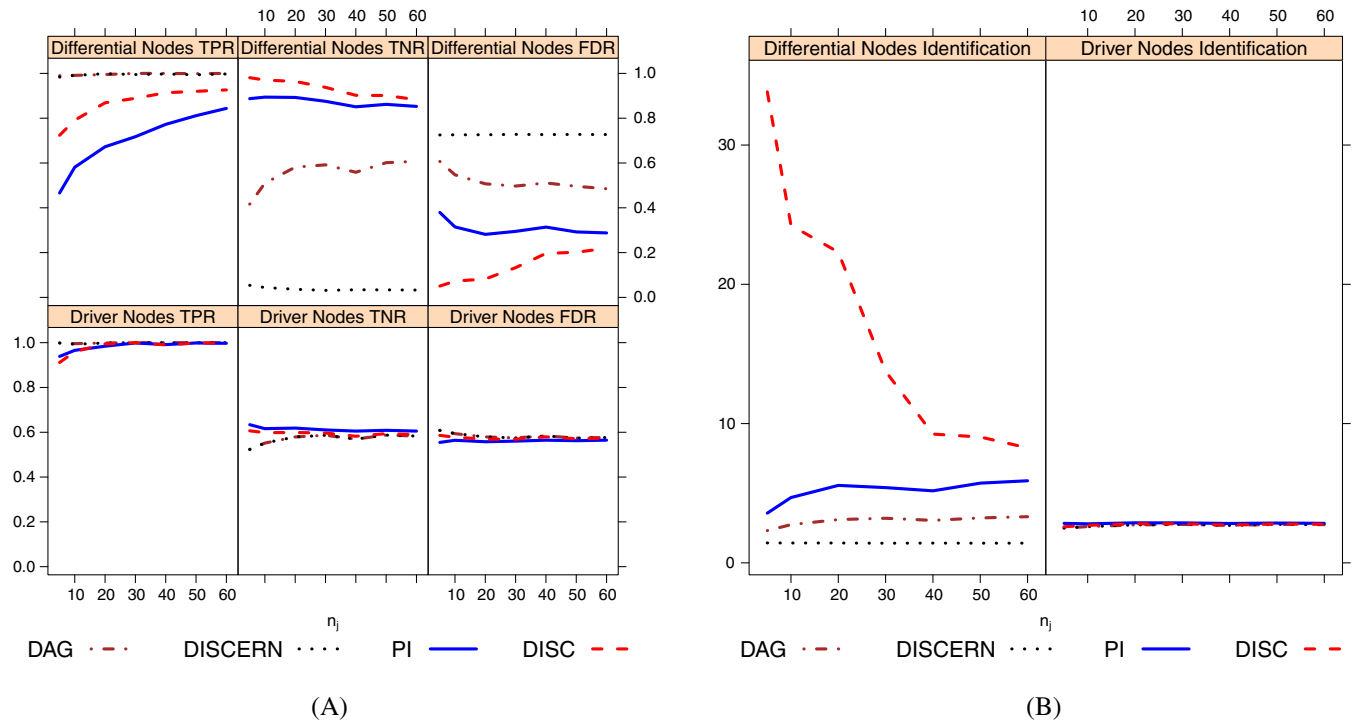 10 20 30 40 50 60
Differential Nodes TPR Differential Nodes TNR Differential Nodes FDR
1.0
0.8
0.6
0.4
0.2
0.0
Driver Nodes TPR Driver Nodes TNR Driver Nodes FDR
1.0
0.8
0.6
0.4
0.2
0.0
10 20 30 40 50 60 10 20 30 40 50 60
n_j
DAG DISCERN PI DISC
(A)
10 20 30 40 50 60
Differential Nodes Identification Driver Nodes Identification
30
20
10
0
10 20 30 40 50 60
n_j
DAG DISCERN PI DISC
(B)